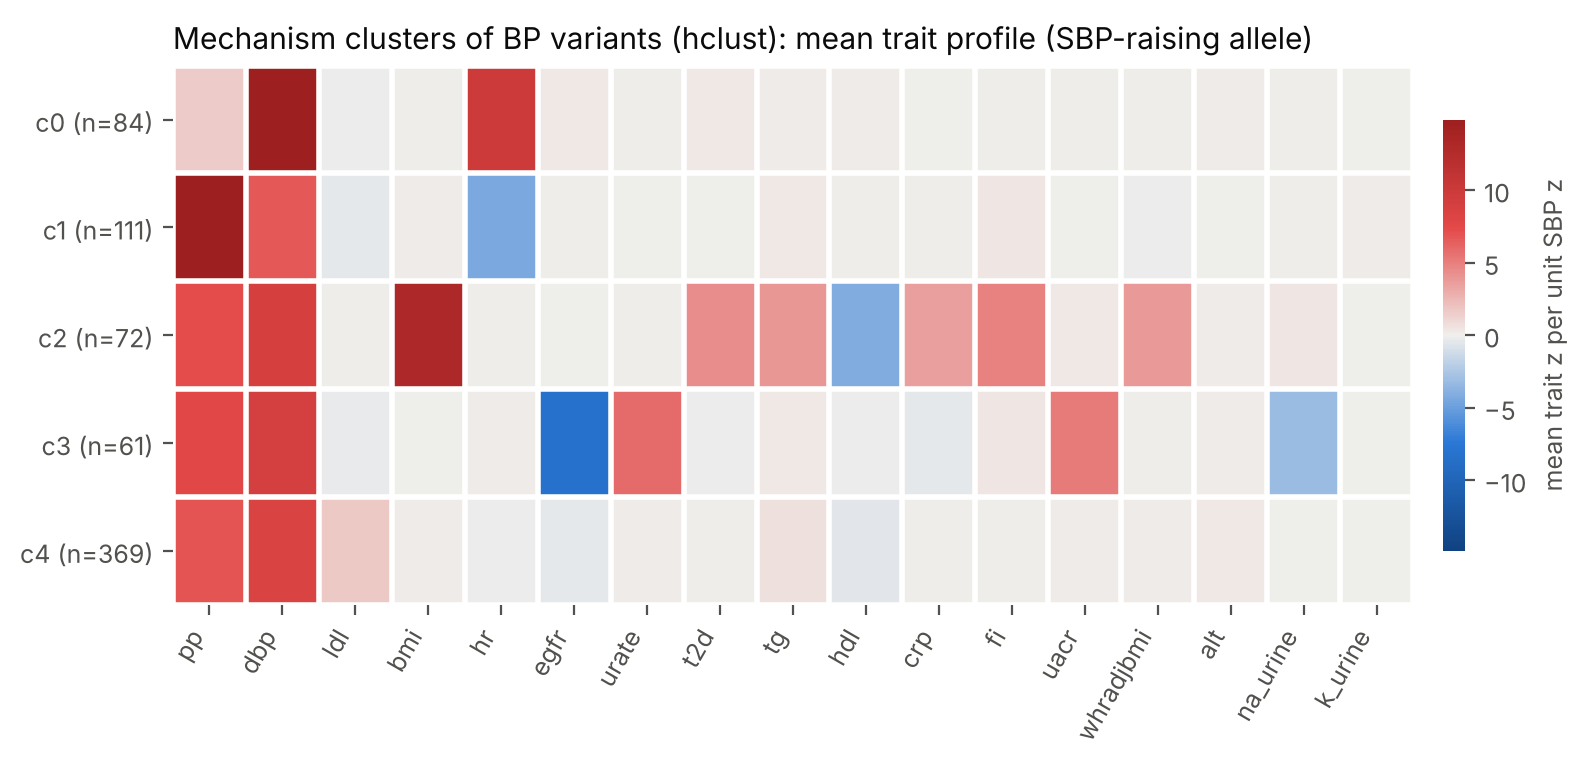 Mechanism clusters of BP variants (hclust): mean trait profile (SBP-raising allele)
c0 (n=84)
c1 (n=111)
c2 (n=72)
c3 (n=61)
c4 (n=369)
pp
dbp
ldl
bmi
hr
egfr
urate
t2d
tg
hdl
crp
fi
uacr
whradjbmi
alt
na_urine
k_urine
10
5
0
−5
−10
mean trait z per unit SBP z